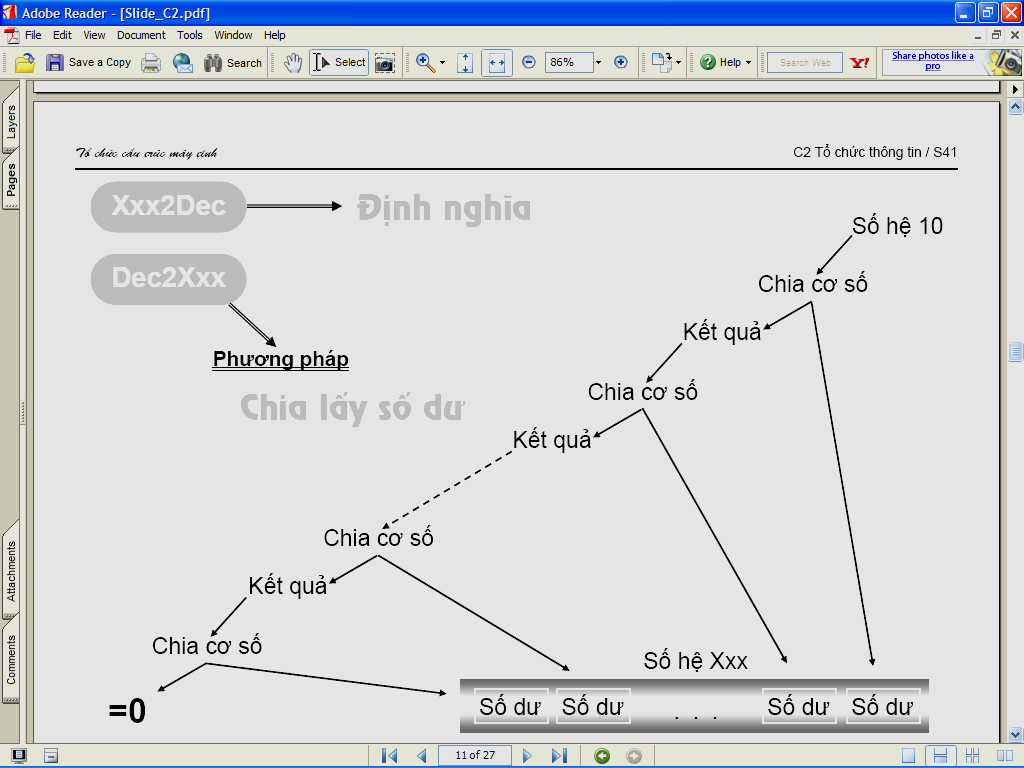 Adobe Reader - [Slide_C2.pdf]
File Edit View Document Tools Window Help
Save a Copy Search Select 86% Help Search Web Y! Share photos like a pro
Layers
Pages
Attachments
Comments
Tổ chức cấu trúc máy tính
C2 Tổ chức thông tin / S41
Xxx2Dec
Định nghĩa
Số hệ 10
Dec2Xxx
Chia cơ số
Kết quả
Phương pháp
Chia cơ số
Chia lấy số dư
Kết quả
Chia cơ số
Kết quả
Chia cơ số
Số hệ Xxx
=0
Số dư Số dư . . . Số dư Số dư
11 of 27